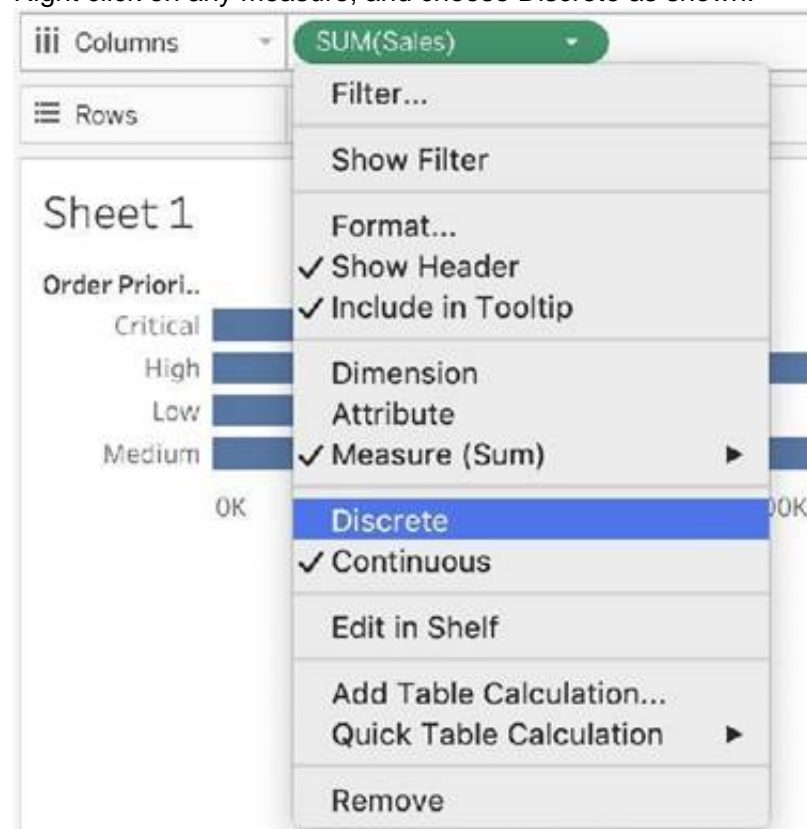 Right click on any measure, and choose Discrete as shown:
Columns
SUM(Sales)
Rows
Filter...
Show Filter
Sheet 1
Format...
Show Header
Include in Tooltip
Order Priori..
Critical
High
Low
Medium
Dimension
Attribute
Measure (Sum)
0K
00K
Discrete
Continuous
Edit in Shelf
Add Table Calculation...
Quick Table Calculation
Remove